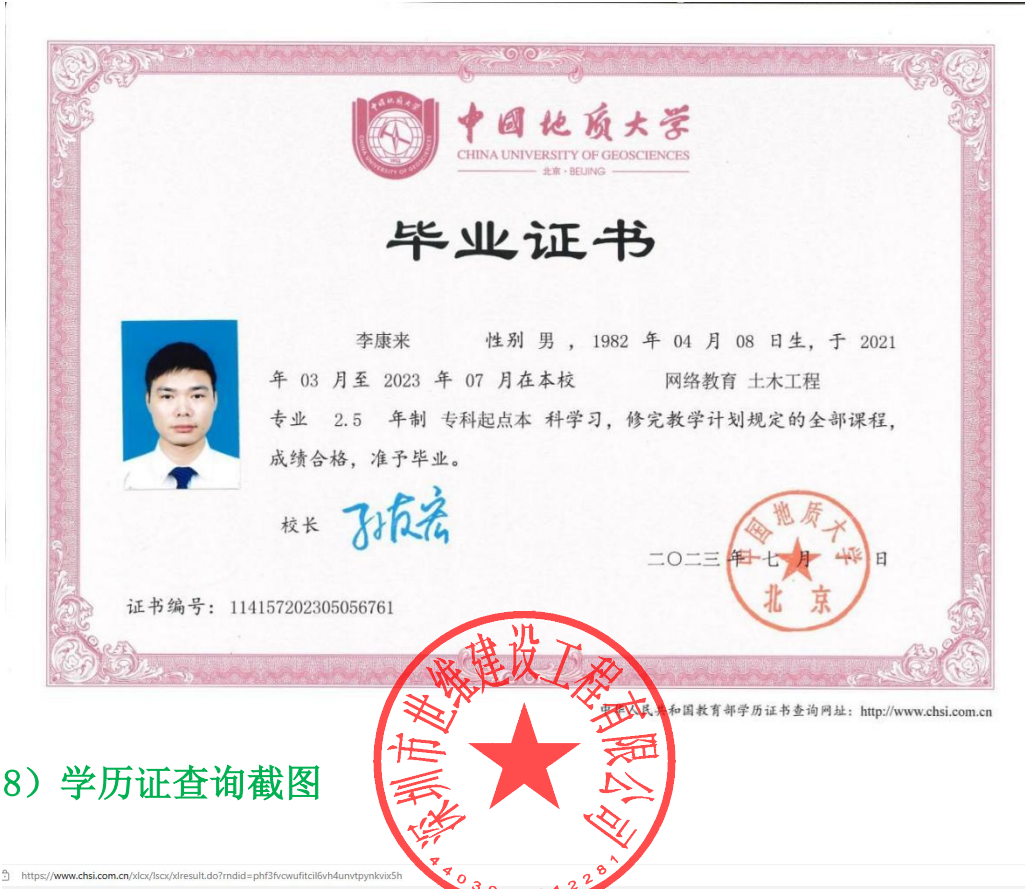 中国地质大学
CHINA UNIVERSITY OF GEOSCIENCES
北京·BEIJING
毕业证书
李康来 性别 男 ，1982 年 04 月 08 日生，于 2021
年 03 月至 2023 年 07 月在本校 网络教育 土木工程
专业 2.5 年制 专科起点本 科学习，修完教学计划规定的全部课程，
成绩合格，准予毕业。
校长 孙友宏
二〇二三 年 七 月 一 日
中国地质大学
北京
证书编号：114157202305056761
中华人民共和国教育部学历证书查询网址：http://www.chsi.com.cn
深圳市世维建设工程有限公司
8）学历证查询截图
https://www.chsi.com.cn/xlcx/lscx/xlresult.do?rndid=phf3fvcwufitcil6vh4unvtpynkvix5h